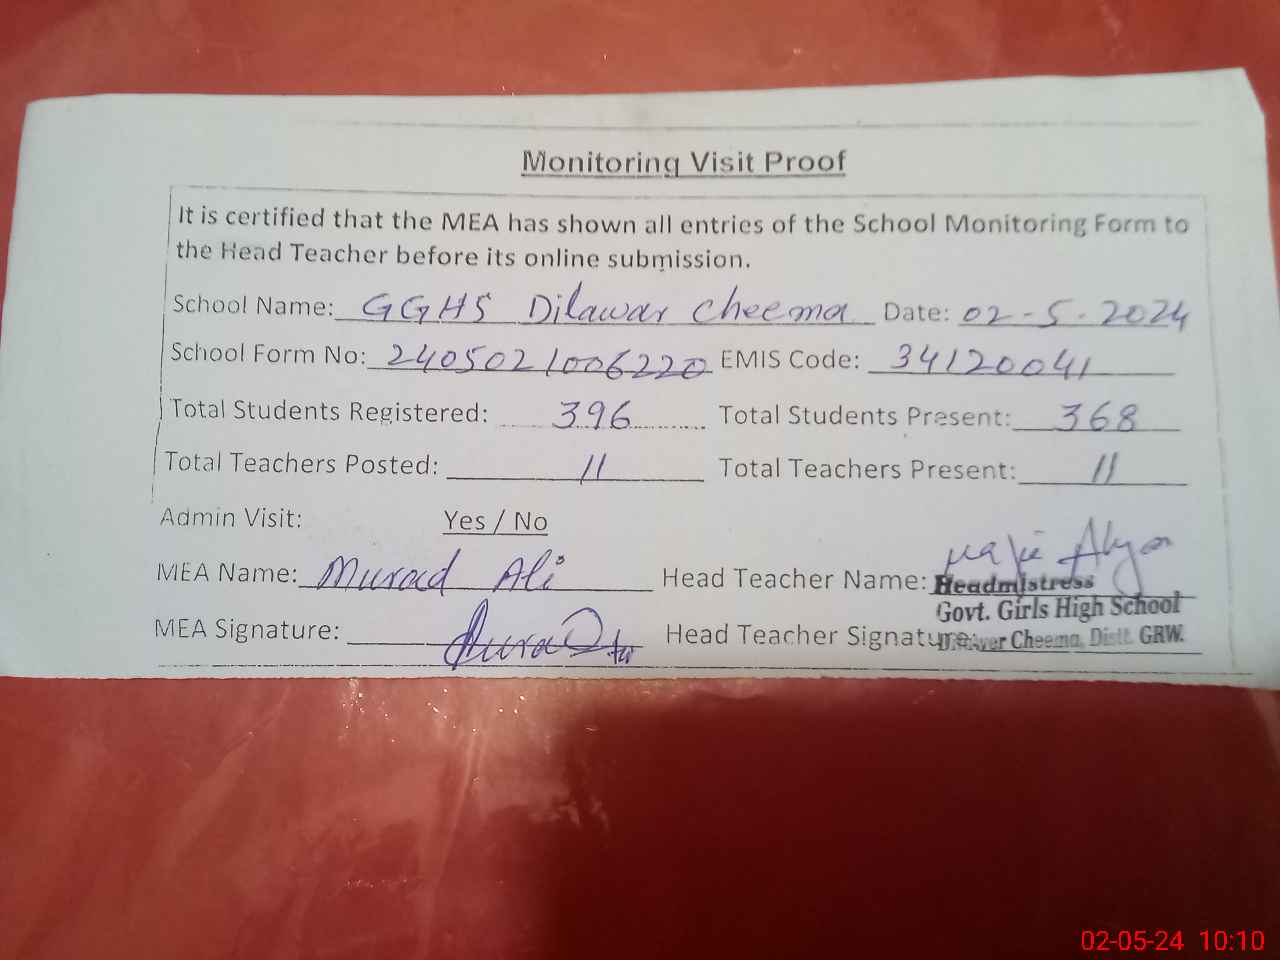 Monitoring Visit Proof
It is certified that the MEA has shown all entries of the School Monitoring Form to
the Head Teacher before its online submission.
School Name: GGHS Dilawar Cheema Date: 02-5-2024
School Form No: 2405021006220 EMIS Code: 34120041
Total Students Registered: 396 Total Students Present: 368
Total Teachers Posted: 11 Total Teachers Present: 11
Admin Visit: Yes / No
MEA Name: Murad Ali Head Teacher Name:
Headmistress
Govt. Girls High School
MEA Signature: Head Teacher Signature:
Cheema, Distt. GRW.
02-05-24 10:10